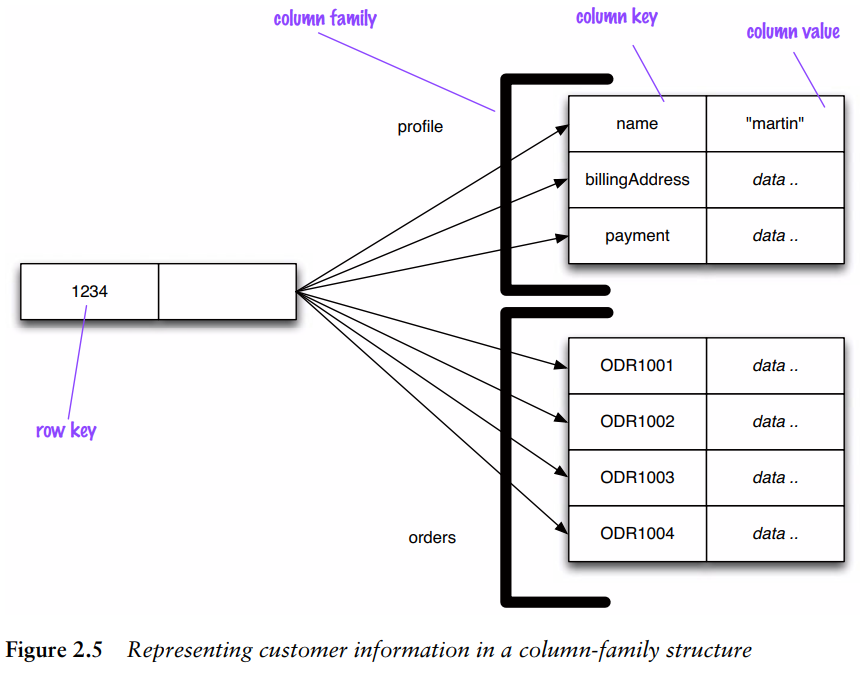 column family
column key
column value
profile
name
"martin"
billingAddress
data ..
payment
data ..
1234
row key
ODR1001
data ..
ODR1002
data ..
ODR1003
data ..
orders
ODR1004
data ..
Figure 2.5 Representing customer information in a column-family structure